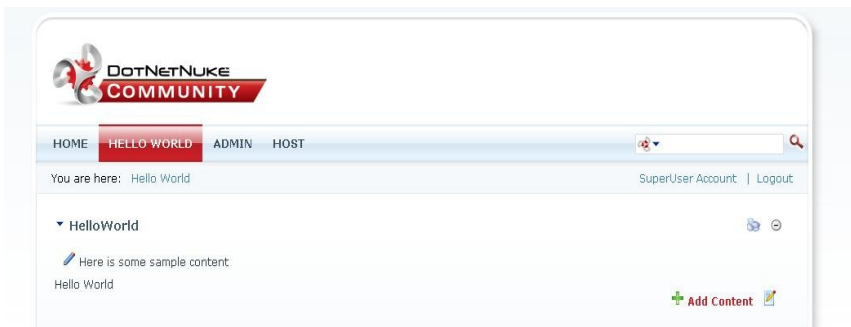 DotNetNuke
COMMUNITY
HOME HELLO WORLD ADMIN HOST
You are here: Hello World SuperUser Account | Logout
HelloWorld
Here is some sample content
Hello World
Add Content